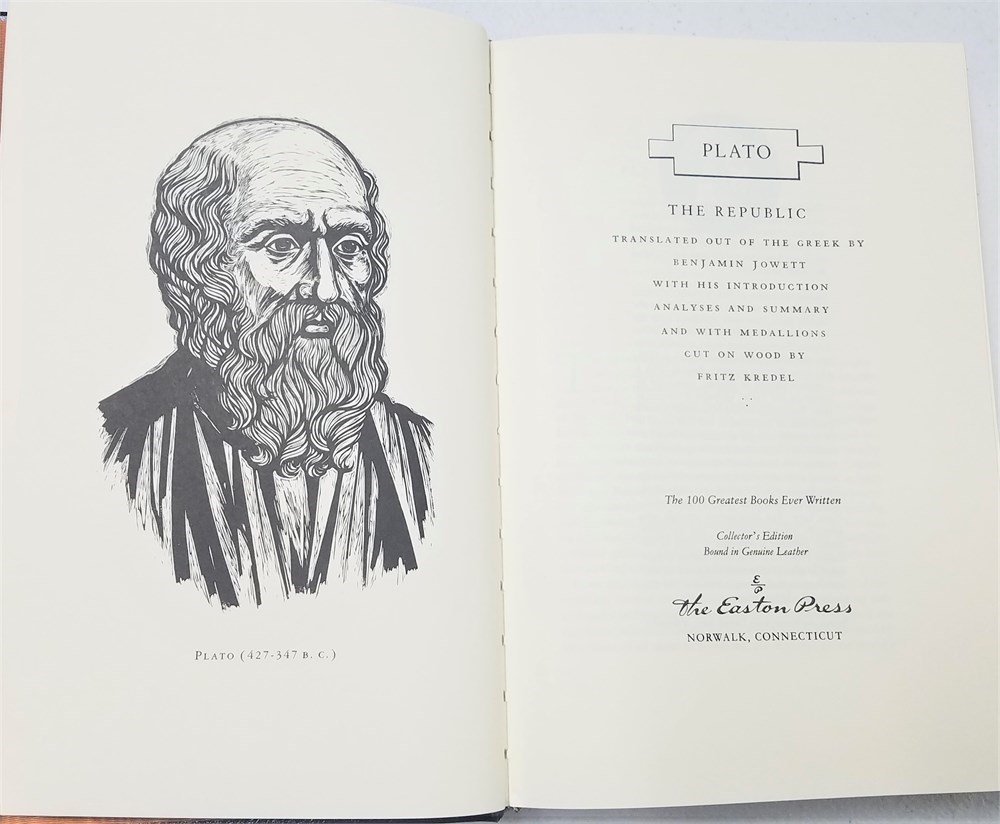 PLATO (427-347 B. C.)
PLATO
THE REPUBLIC
TRANSLATED OUT OF THE GREEK BY
BENJAMIN JOWETT
WITH HIS INTRODUCTION
ANALYSES AND SUMMARY
AND WITH MEDALLIONS
CUT ON WOOD BY
FRITZ KREDEL
The 100 Greatest Books Ever Written
Collector's Edition
Bound in Genuine Leather
E
P
The Easton Press
NORWALK, CONNECTICUT